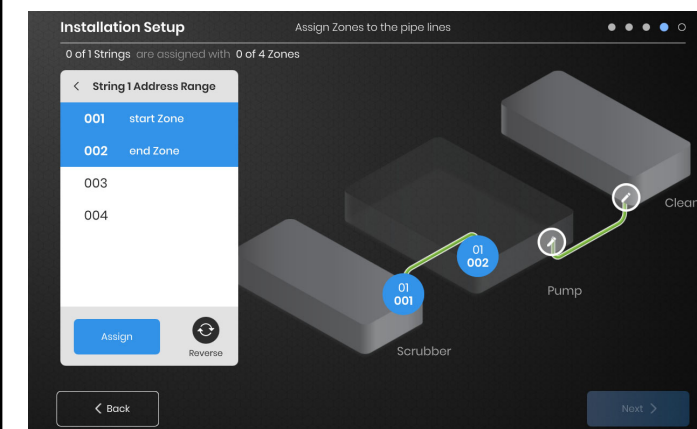 Installation Setup
Assign Zones to the pipe lines
0 of 1 Strings are assigned with 0 of 4 Zones
String 1 Address Range
001 start Zone
002 end Zone
003
004
Assign
Reverse
01
001
01
002
Scrubber
Pump
Clean
Back
Next